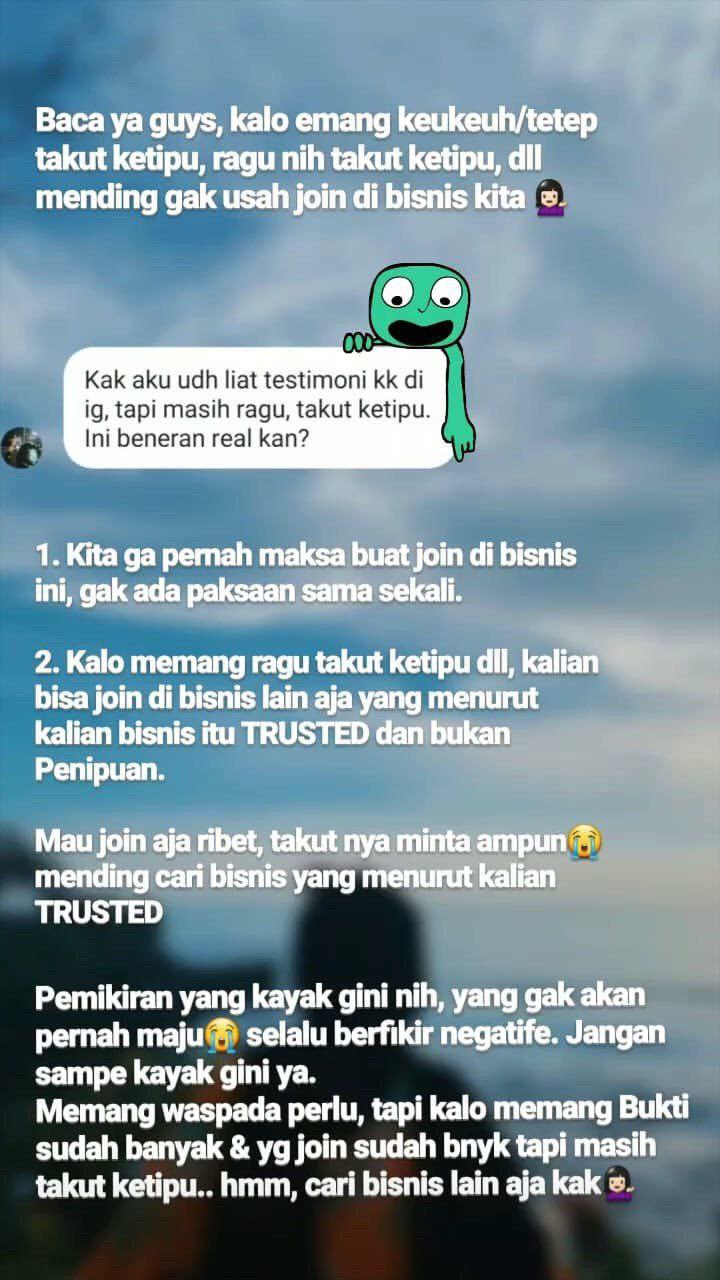 Baca ya guys, kalo emang keukeuh/tetep
takut ketipu, ragu nih takut ketipu, dll
mending gak usah join di bisnis kita 💁🏻‍♀️
Kak aku udh liat testimoni kk di
ig, tapi masih ragu, takut ketipu.
Ini beneran real kan?
1. Kita ga pernah maksa buat join di bisnis
ini, gak ada paksaan sama sekali.
2. Kalo memang ragu takut ketipu dll, kalian
bisa join di bisnis lain aja yang menurut
kalian bisnis itu TRUSTED dan bukan
Penipuan.
Mau join aja ribet, takut nya minta ampun😭
mending cari bisnis yang menurut kalian
TRUSTED
Pemikiran yang kayak gini nih, yang gak akan
pernah maju😭 selalu berfikir negatife. Jangan
sampe kayak gini ya.
Memang waspada perlu, tapi kalo memang Bukti
sudah banyak & yg join sudah bnyk tapi masih
takut ketipu.. hmm, cari bisnis lain aja kak💁🏻‍♀️